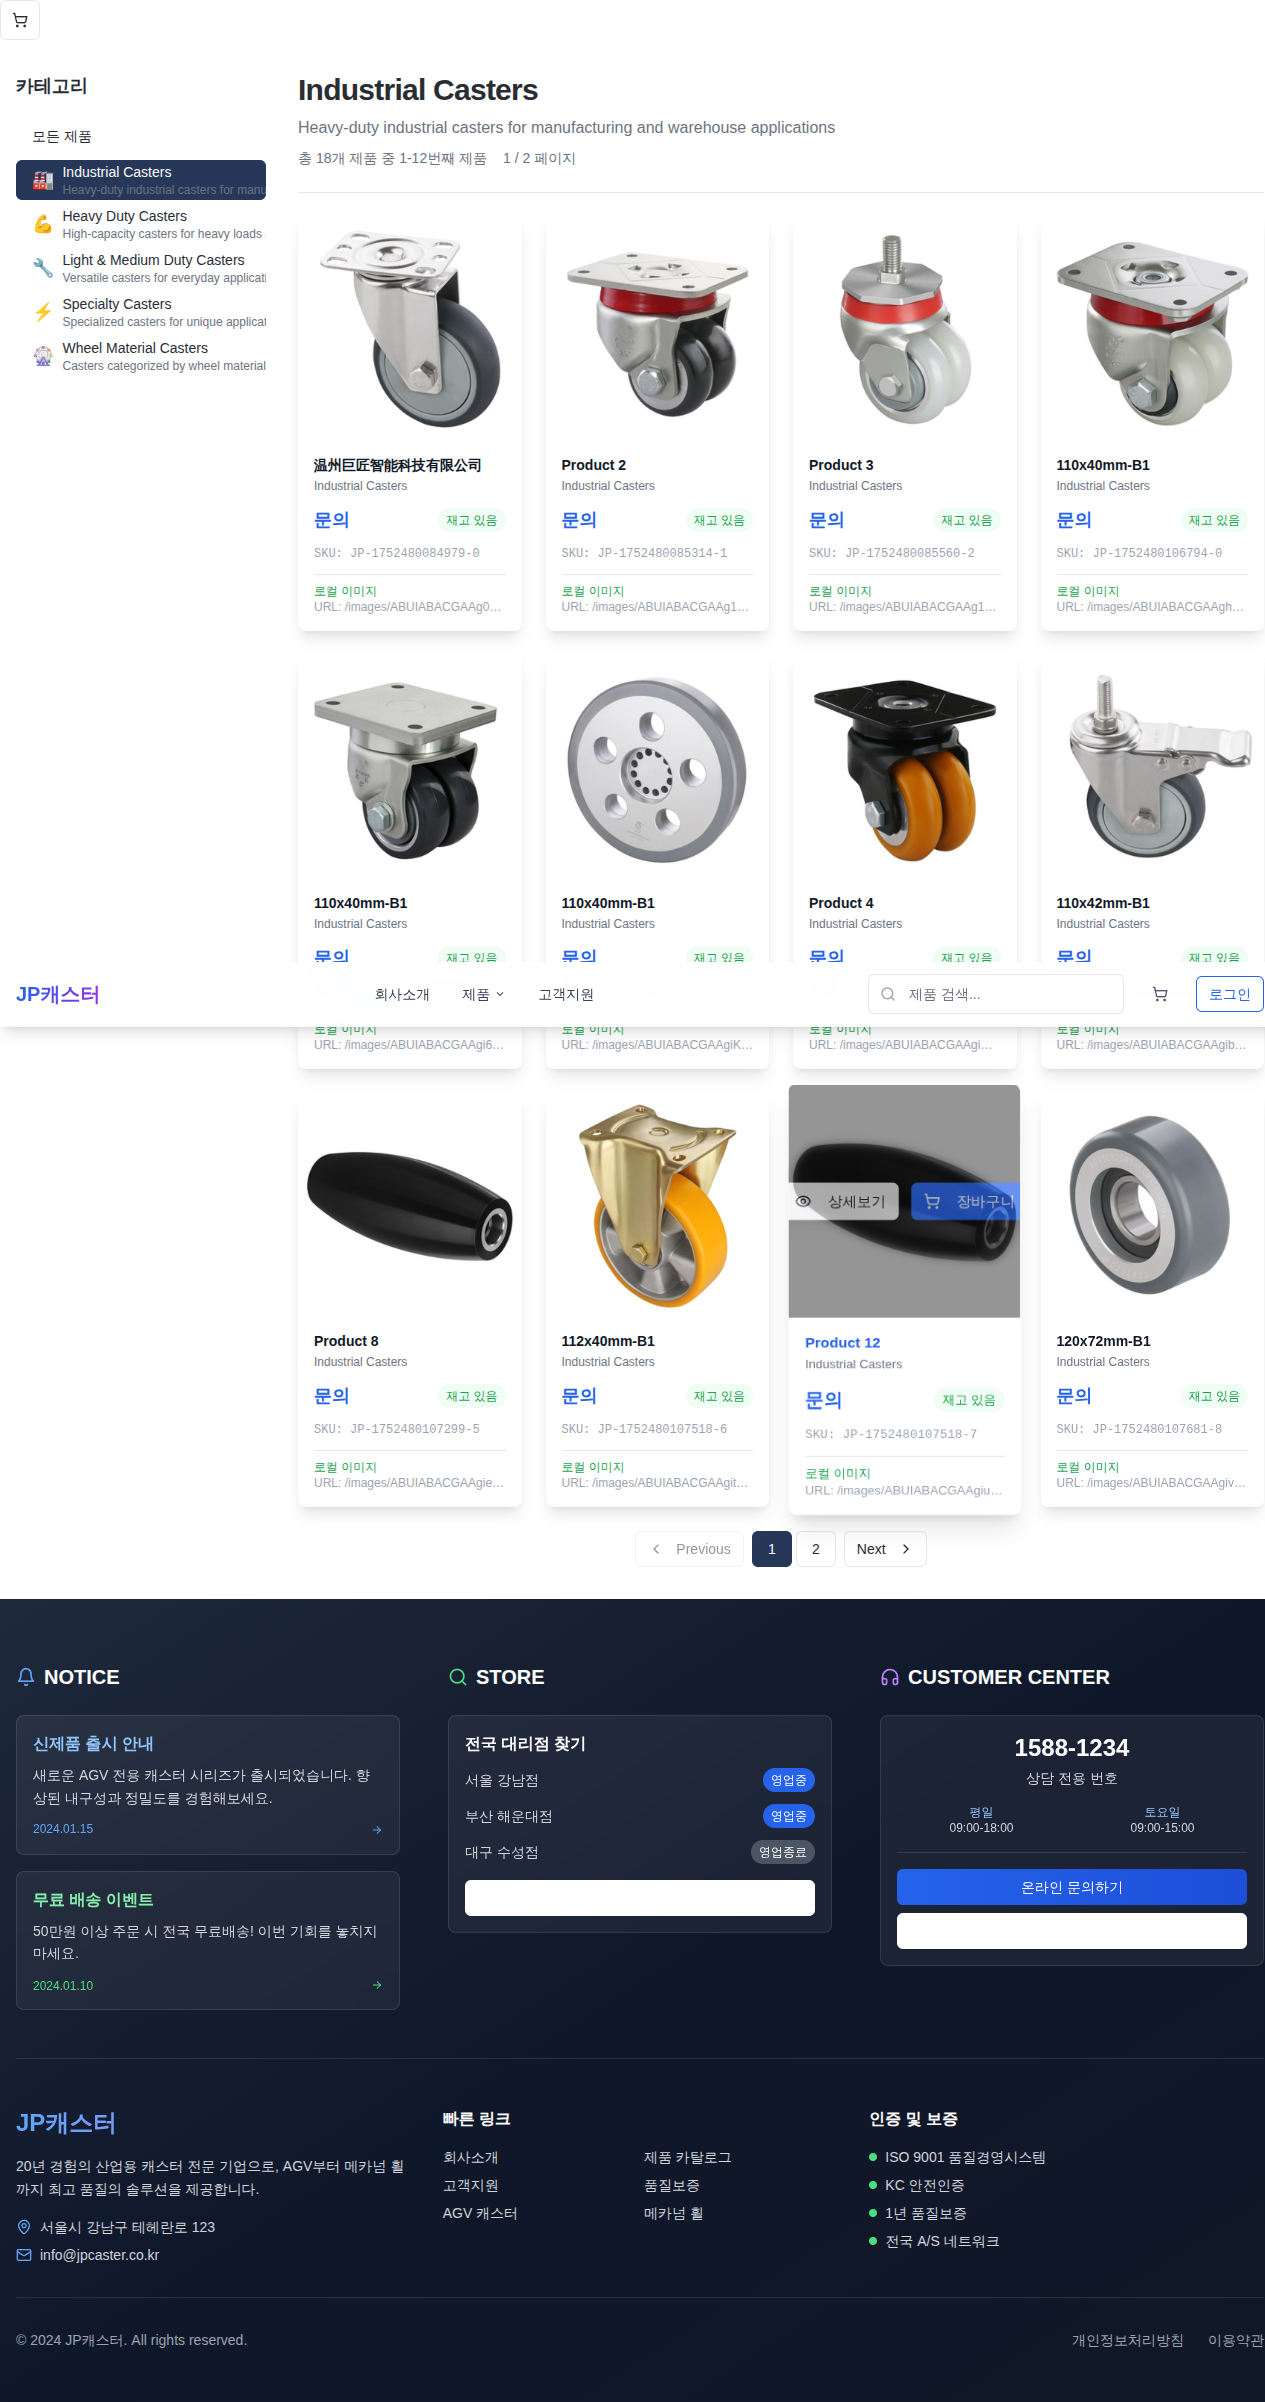 카테고리
모든 제품
Industrial Casters
Heavy-duty industrial casters for manu
Heavy Duty Casters
High-capacity casters for heavy loads
Light & Medium Duty Casters
Versatile casters for everyday applicati
Specialty Casters
Specialized casters for unique applicat
Wheel Material Casters
Casters categorized by wheel material
Industrial Casters
Heavy-duty industrial casters for manufacturing and warehouse applications
총 18개 제품 중 1-12번째 제품 1 / 2 페이지
温州巨匠智能科技有限公司
Industrial Casters
문의 재고 있음
SKU: JP-1752480084979-0
로컬 이미지
URL: /images/ABUIABACGAAg0...
Product 2
Industrial Casters
문의 재고 있음
SKU: JP-1752480085314-1
로컬 이미지
URL: /images/ABUIABACGAAg1...
Product 3
Industrial Casters
문의 재고 있음
SKU: JP-1752480085560-2
로컬 이미지
URL: /images/ABUIABACGAAg1...
110x40mm-B1
Industrial Casters
문의 재고 있음
SKU: JP-1752480106794-0
로컬 이미지
URL: /images/ABUIABACGAAgh...
110x40mm-B1
Industrial Casters
문의 재고 있음
로컬 이미지
URL: /images/ABUIABACGAAgi6...
110x40mm-B1
Industrial Casters
문의 재고 있음
로컬 이미지
URL: /images/ABUIABACGAAgiK...
Product 4
Industrial Casters
문의 재고 있음
로컬 이미지
URL: /images/ABUIABACGAAgi...
110x42mm-B1
Industrial Casters
문의 재고 있음
로컬 이미지
URL: /images/ABUIABACGAAgib...
JP캐스터 회사소개 제품 고객지원 제품 검색... 로그인
Product 8
Industrial Casters
문의 재고 있음
SKU: JP-1752480107299-5
로컬 이미지
URL: /images/ABUIABACGAAgie...
112x40mm-B1
Industrial Casters
문의 재고 있음
SKU: JP-1752480107518-6
로컬 이미지
URL: /images/ABUIABACGAAgit...
상세보기 장바구니
Product 12
Industrial Casters
문의 재고 있음
SKU: JP-1752480107518-7
로컬 이미지
URL: /images/ABUIABACGAAgiu...
120x72mm-B1
Industrial Casters
문의 재고 있음
SKU: JP-1752480107681-8
로컬 이미지
URL: /images/ABUIABACGAAgiv...
Previous 1 2 Next
NOTICE
신제품 출시 안내
새로운 AGV 전용 캐스터 시리즈가 출시되었습니다. 향
상된 내구성과 정밀도를 경험해보세요.
2024.01.15
무료 배송 이벤트
50만원 이상 주문 시 전국 무료배송! 이번 기회를 놓치지
마세요.
2024.01.10
STORE
전국 대리점 찾기
서울 강남점 영업중
부산 해운대점 영업중
대구 수성점 영업종료
CUSTOMER CENTER
1588-1234
상담 전용 번호
평일 토요일
09:00-18:00 09:00-15:00
온라인 문의하기
JP캐스터
20년 경험의 산업용 캐스터 전문 기업으로, AGV부터 메카넘 휠
까지 최고 품질의 솔루션을 제공합니다.
서울시 강남구 테헤란로 123
info@jpcaster.co.kr
빠른 링크
회사소개 제품 카탈로그
고객지원 품질보증
AGV 캐스터 메카넘 휠
인증 및 보증
ISO 9001 품질경영시스템
KC 안전인증
1년 품질보증
전국 A/S 네트워크
© 2024 JP캐스터. All rights reserved.
개인정보처리방침 이용약관